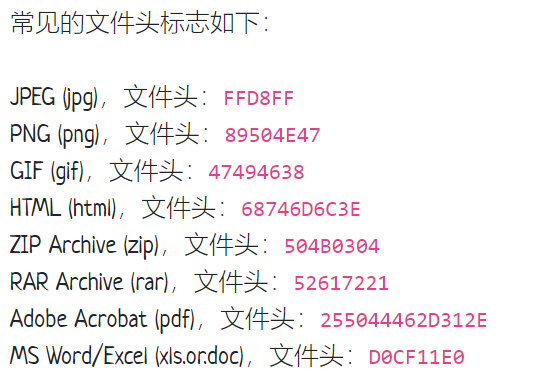 常见的文件头标志如下：
JPEG (jpg)，文件头：FFD8FF
PNG (png)，文件头：89504E47
GIF (gif)，文件头：47494638
HTML (html)，文件头：68746D6C3E
ZIP Archive (zip)，文件头：504B0304
RAR Archive (rar)，文件头：52617221
Adobe Acrobat (pdf)，文件头：255044462D312E
MS Word/Excel (xls.or.doc)，文件头：D0CF11E0